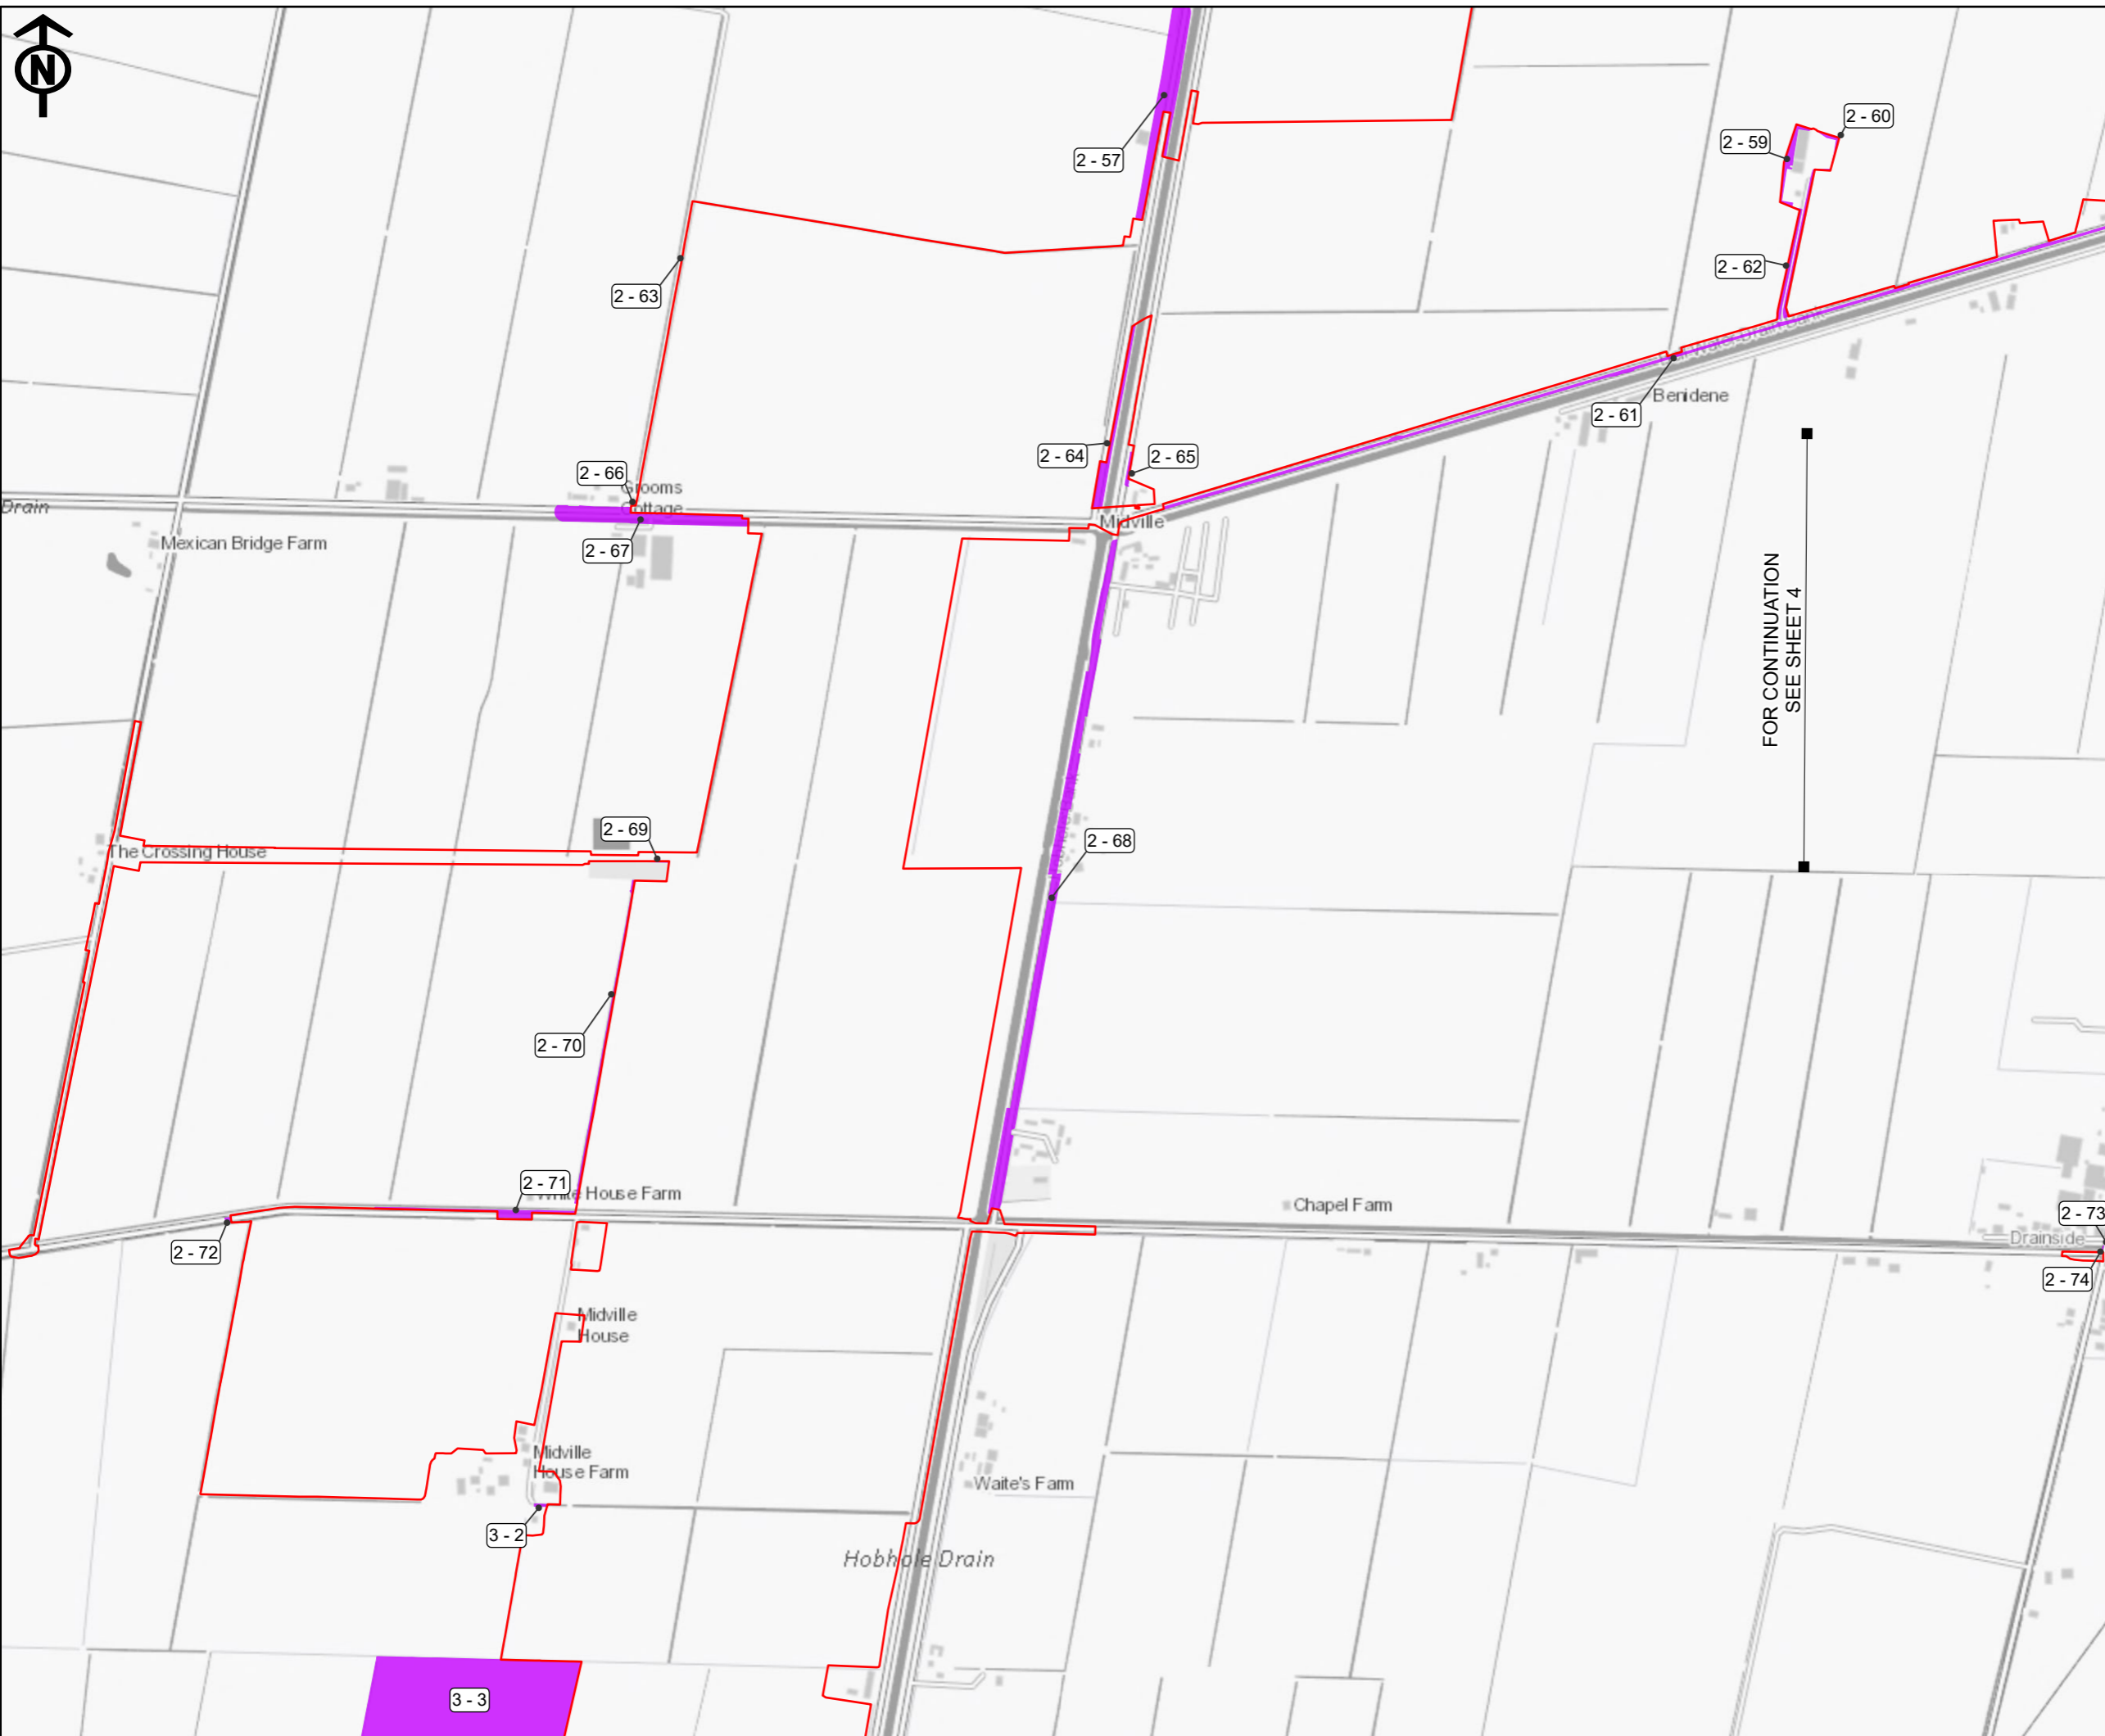 N
2 - 57
2 - 60
2 - 59
2 - 62
2 - 63
2 - 61
Benidene
2 - 64
2 - 65
2 - 66
Grooms
Cottage
Drain
Midville
2 - 67
Mexican Bridge Farm
FOR CONTINUATION
SEE SHEET 4
2 - 69
The Crossing House
2 - 68
2 - 70
2 - 71
White House Farm
Chapel Farm
2 - 72
2 - 73
Drainside
2 - 74
Midville
House
Midville
House Farm
Waite's Farm
3 - 2
Hobhole Drain
3 - 3